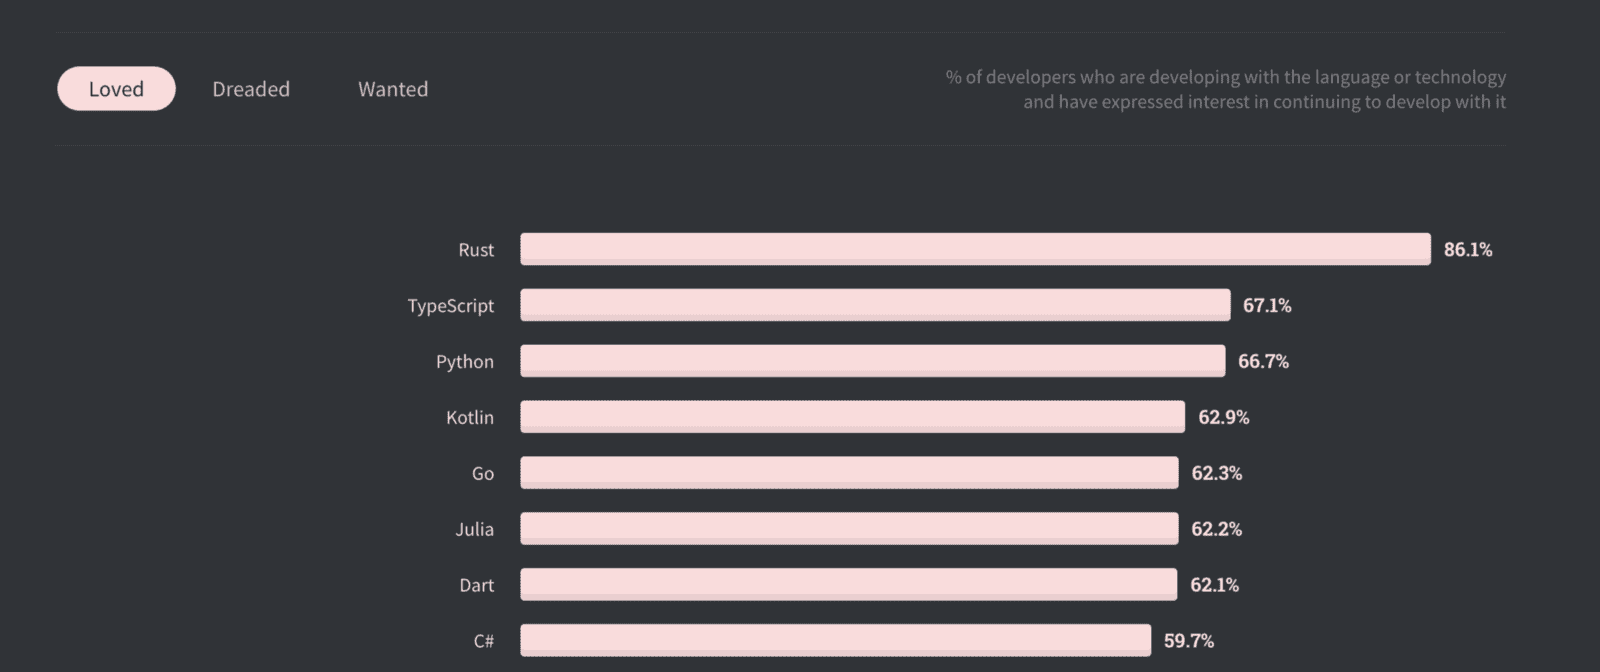 Loved Dreaded Wanted
% of developers who are developing with the language or technology
and have expressed interest in continuing to develop with it
Rust 86.1%
TypeScript 67.1%
Python 66.7%
Kotlin 62.9%
Go 62.3%
Julia 62.2%
Dart 62.1%
C# 59.7%